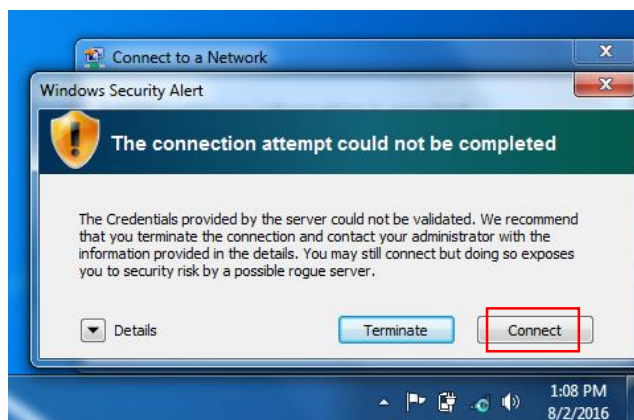 Connect to a Network
Windows Security Alert
The connection attempt could not be completed
The Credentials provided by the server could not be validated. We recommend
that you terminate the connection and contact your administrator with the
information provided in the details. You may still connect but doing so exposes
you to security risk by a possible rogue server.
Details
Terminate
Connect
1:08 PM
8/2/2016